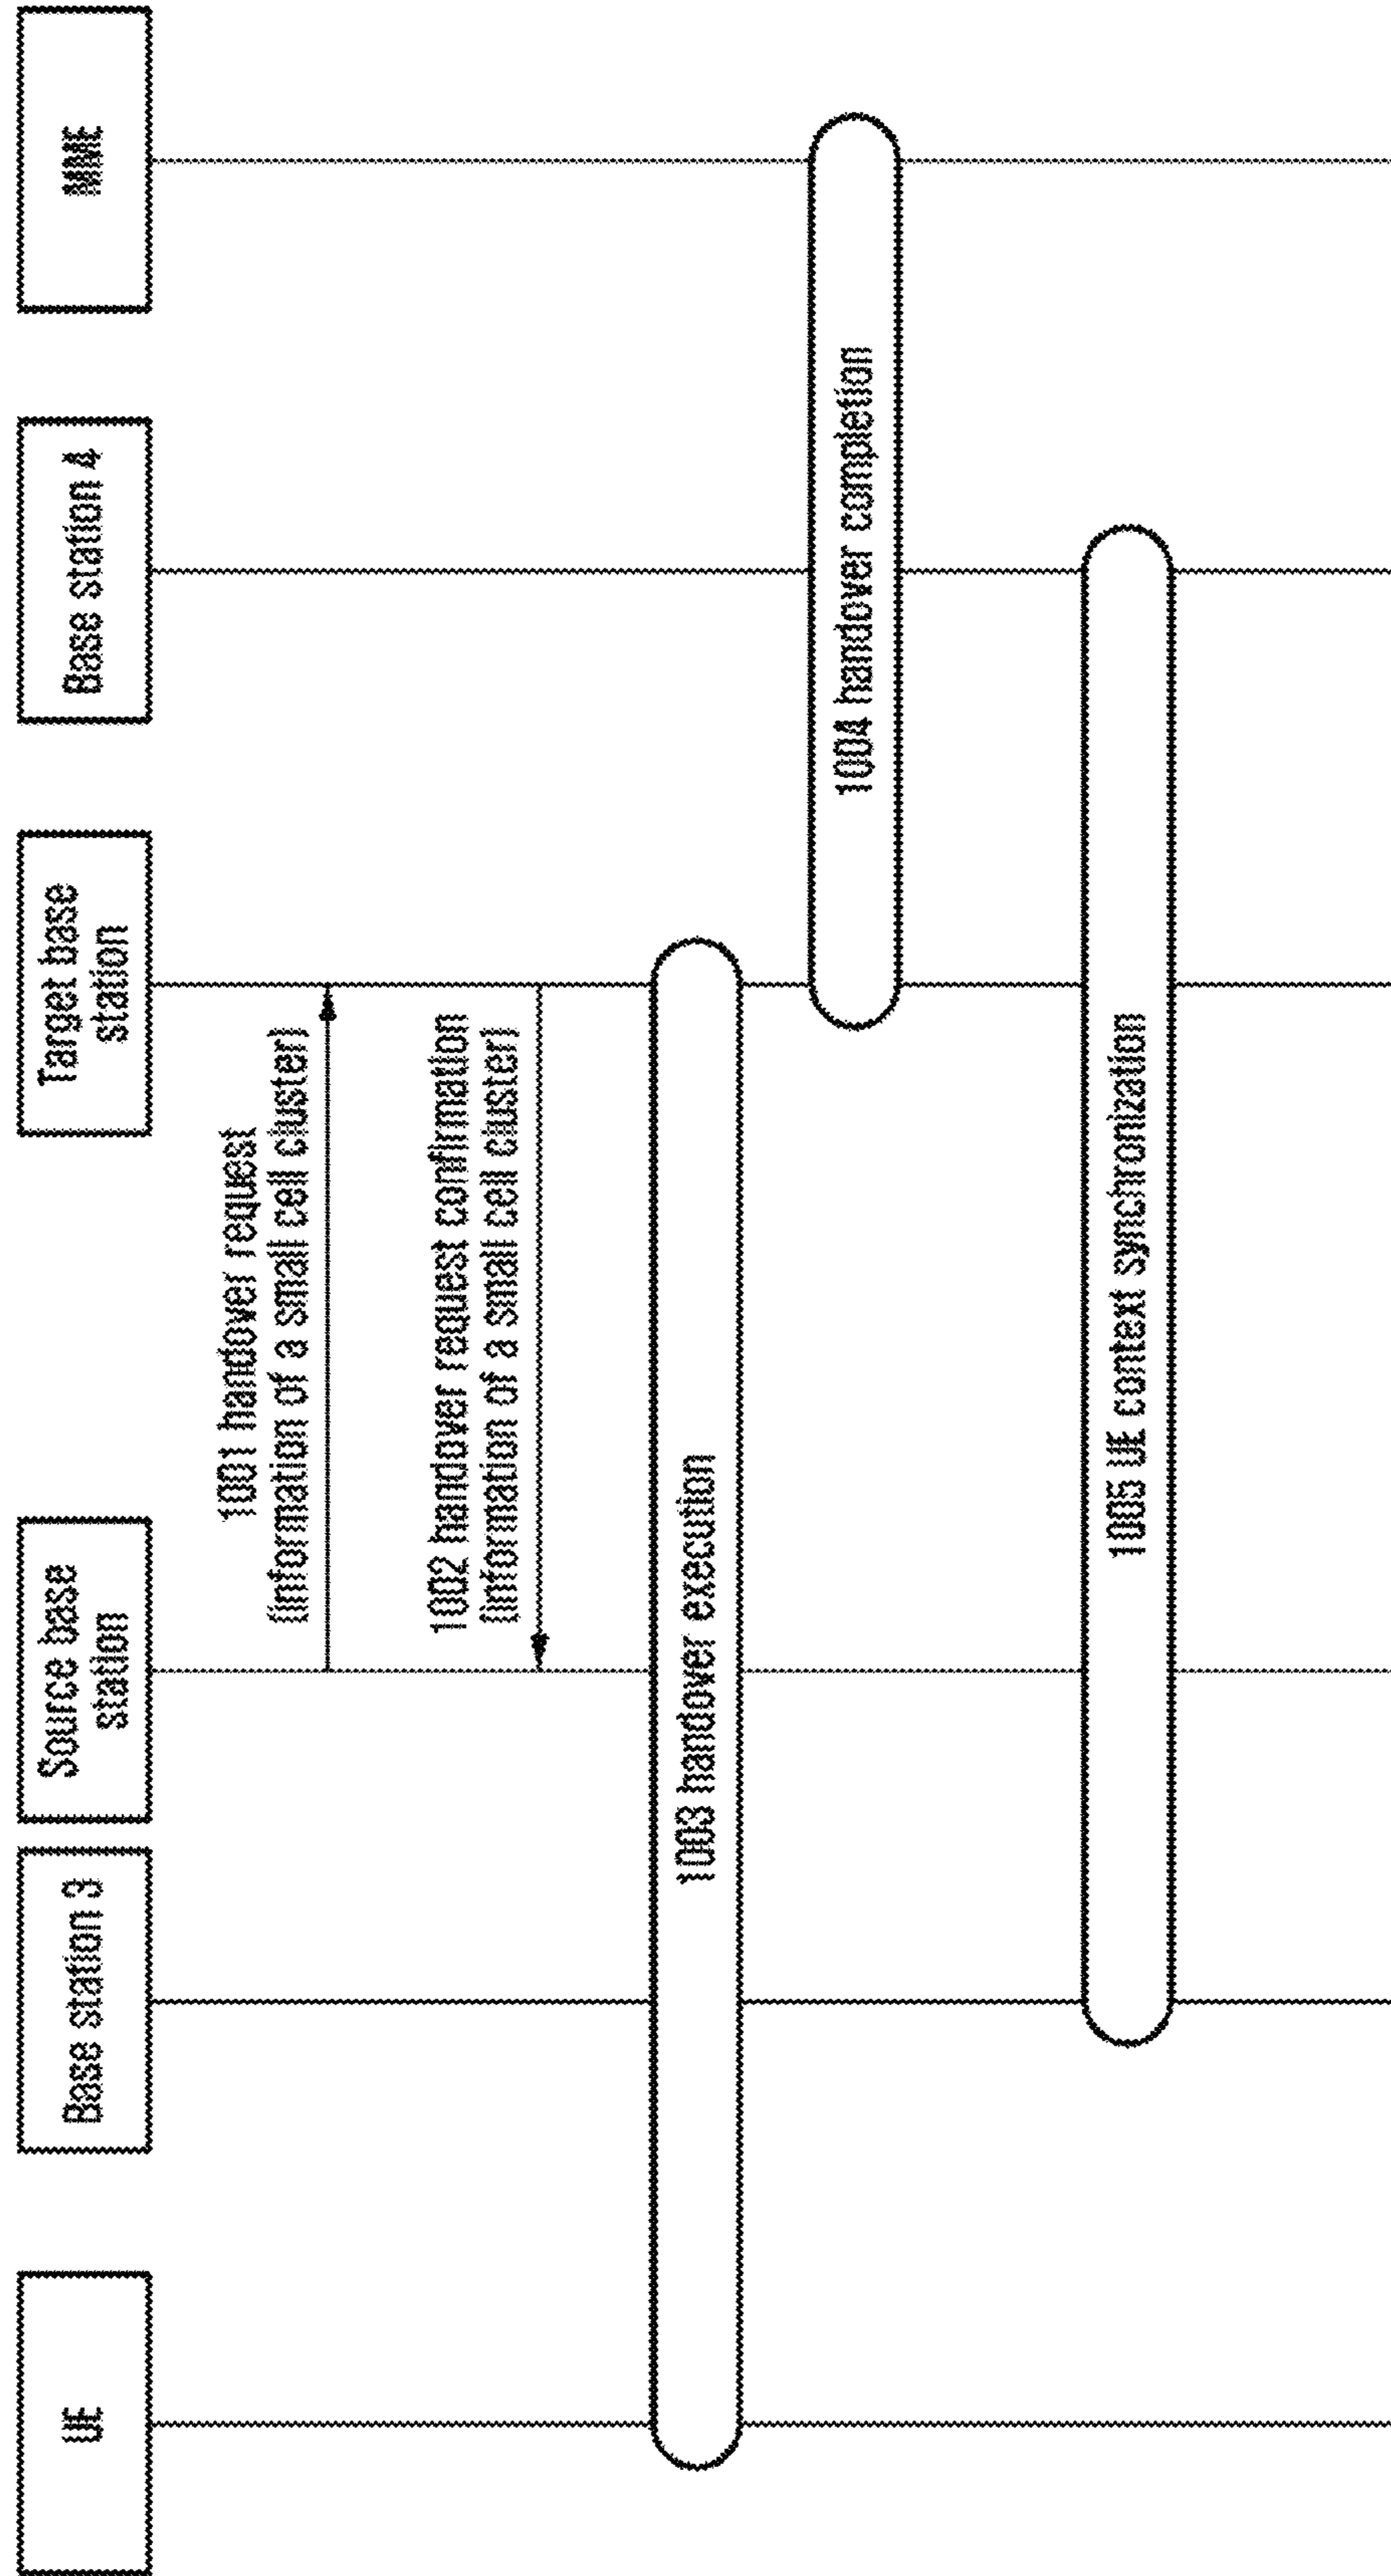 UE
Base station 3
Source base
station
Target base
station
Base station 4
MME
1001 handover request
(information of a small cell cluster)
1002 handover request confirmation
(information of a small cell cluster)
1003 handover execution
1004 handover completion
1005 UE context synchronization